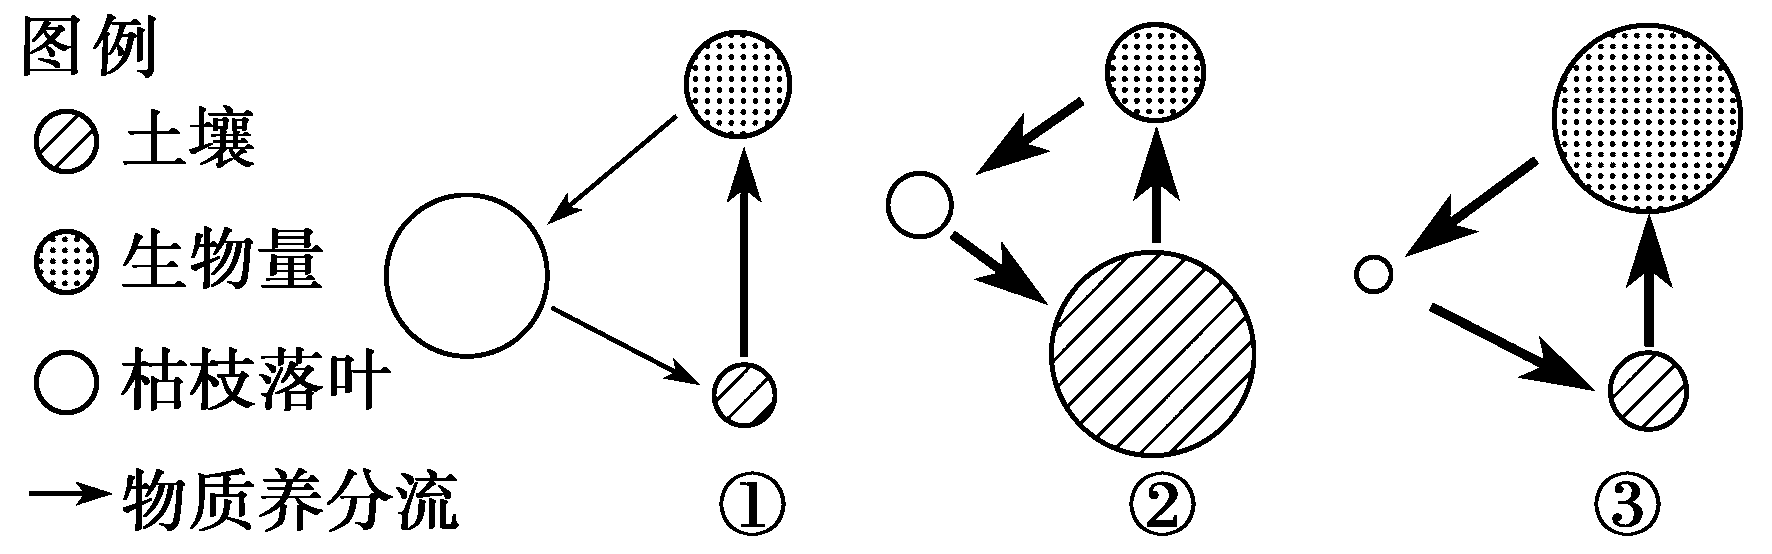 图例
土壤
生物量
枯枝落叶
物质养分流
① ② ③